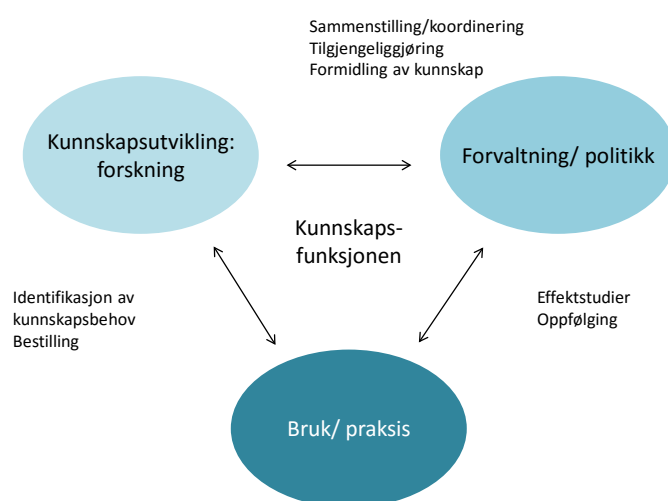 Sammenstilling/koordinering
Tilgjengeliggjøring
Formidling av kunnskap
Kunnskapsutvikling:
forskning
Forvaltning/ politikk
Kunnskaps-
funksjonen
Identifikasjon av
kunnskapsbehov
Bestilling
Effektstudier
Oppfølging
Bruk/ praksis